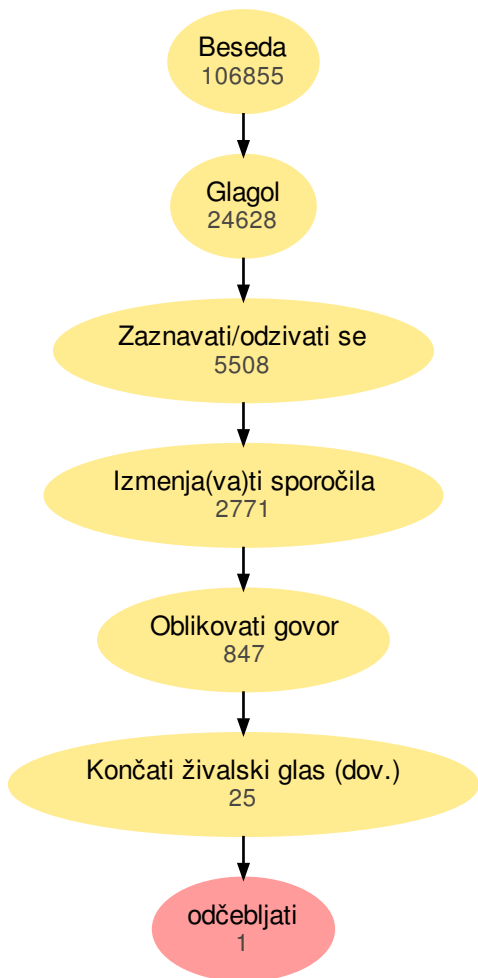 Beseda
106855
Glagol
24628
Zaznavati/odzivati se
5508
Izmenja(va)ti sporočila
2771
Oblikovati govor
847
Končati živalski glas (dov.)
25
odčebljati
1